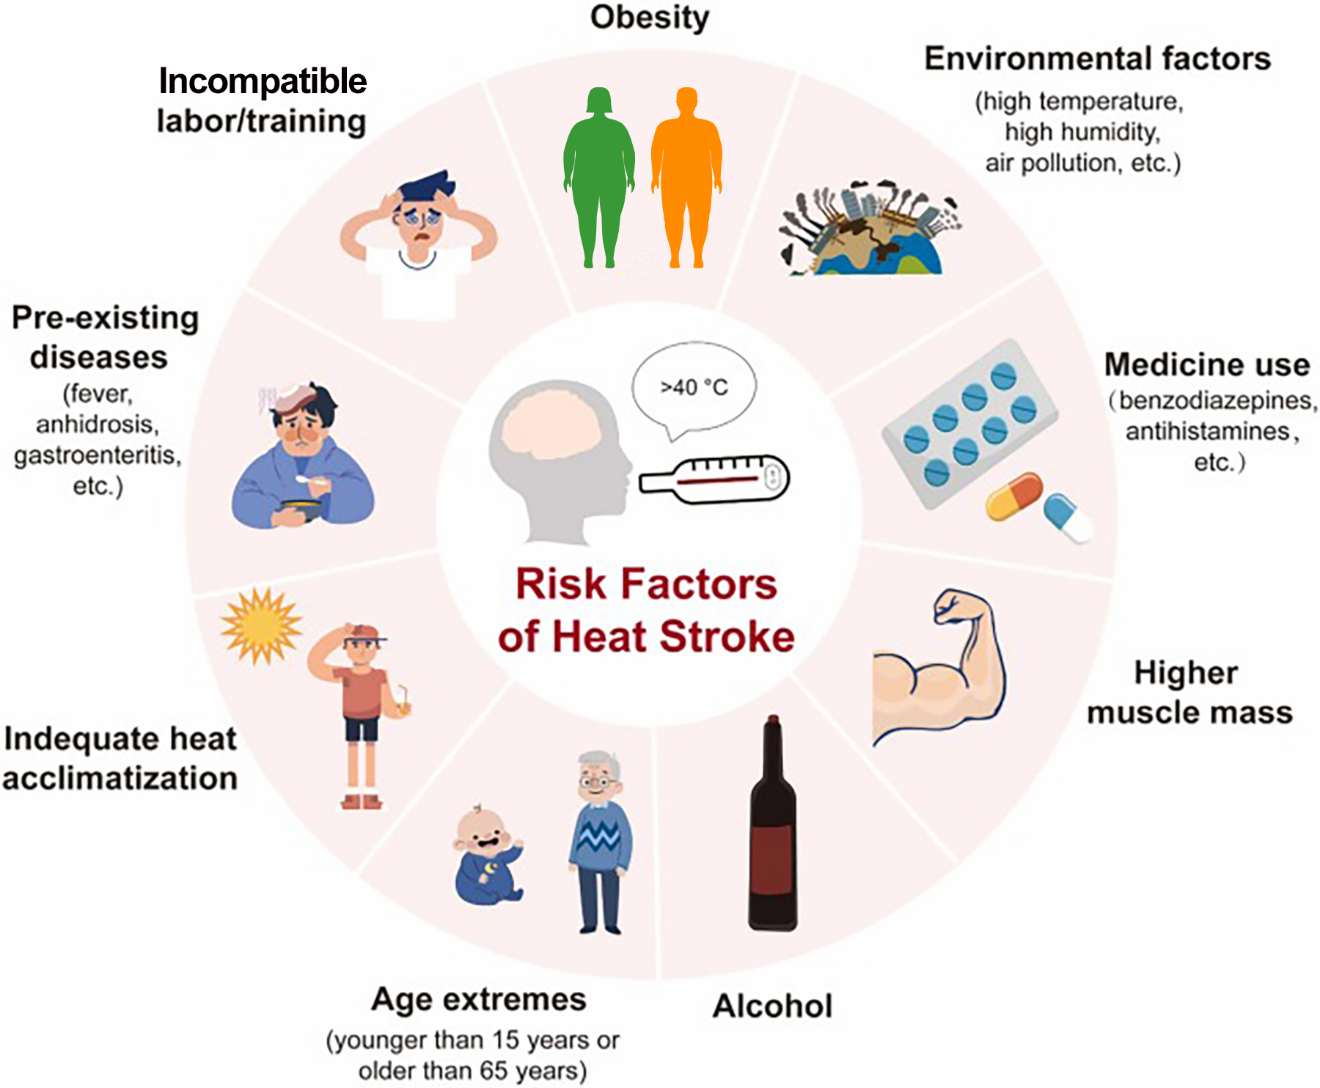 Obesity
Environmental factors
(high temperature,
high humidity,
air pollution, etc.)
Medicine use
(benzodiazepines,
antihistamines,
etc.)
Higher
muscle mass
Alcohol
Age extremes
(younger than 15 years or
older than 65 years)
Indequate heat
acclimatization
Pre-existing
diseases
(fever,
anhidrosis,
gastroenteritis,
etc.)
Incompatible
labor/training
>40 °C
Risk Factors
of Heat Stroke